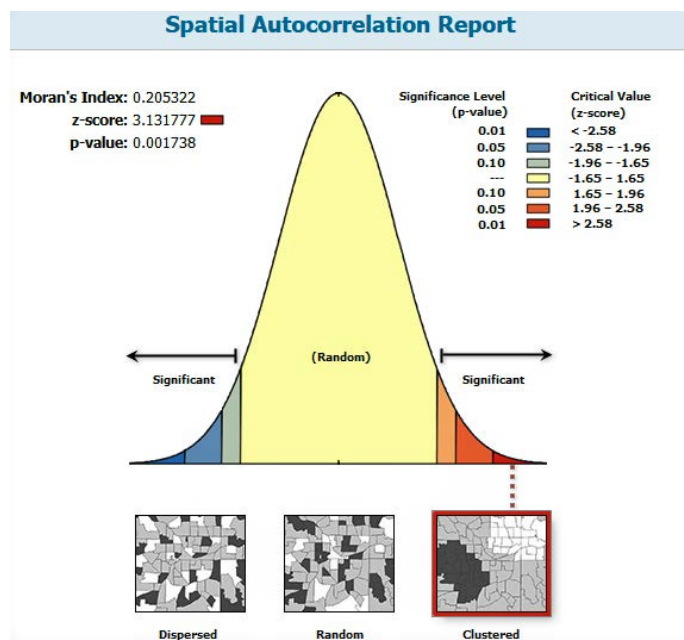 Spatial Autocorrelation Report
Moran's Index: 0.205322
z-score: 3.131777
p-value: 0.001738
Significance Level
(p-value)
Critical Value
(z-score)
0.01 < -2.58
0.05 -2.58 – -1.96
0.10 -1.96 – -1.65
--- -1.65 – 1.65
0.10 1.65 – 1.96
0.05 1.96 – 2.58
0.01 > 2.58
Significant
(Random)
Significant
Dispersed
Random
Clustered